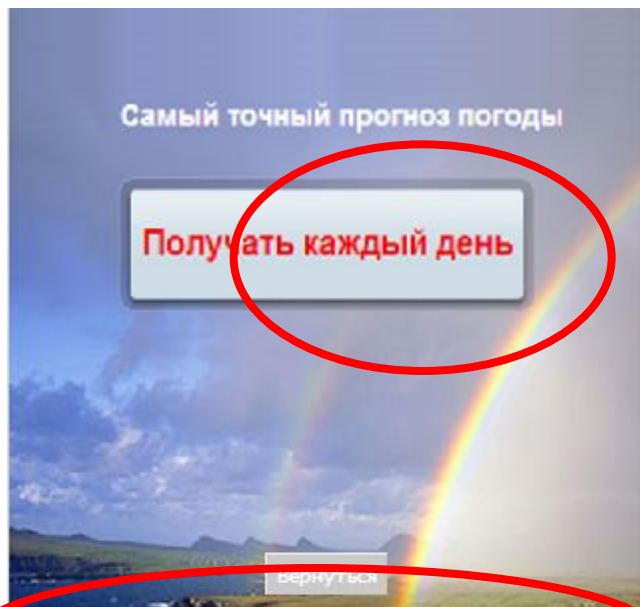 Самый точный прогноз погоды
Получать каждый день
Вернуться